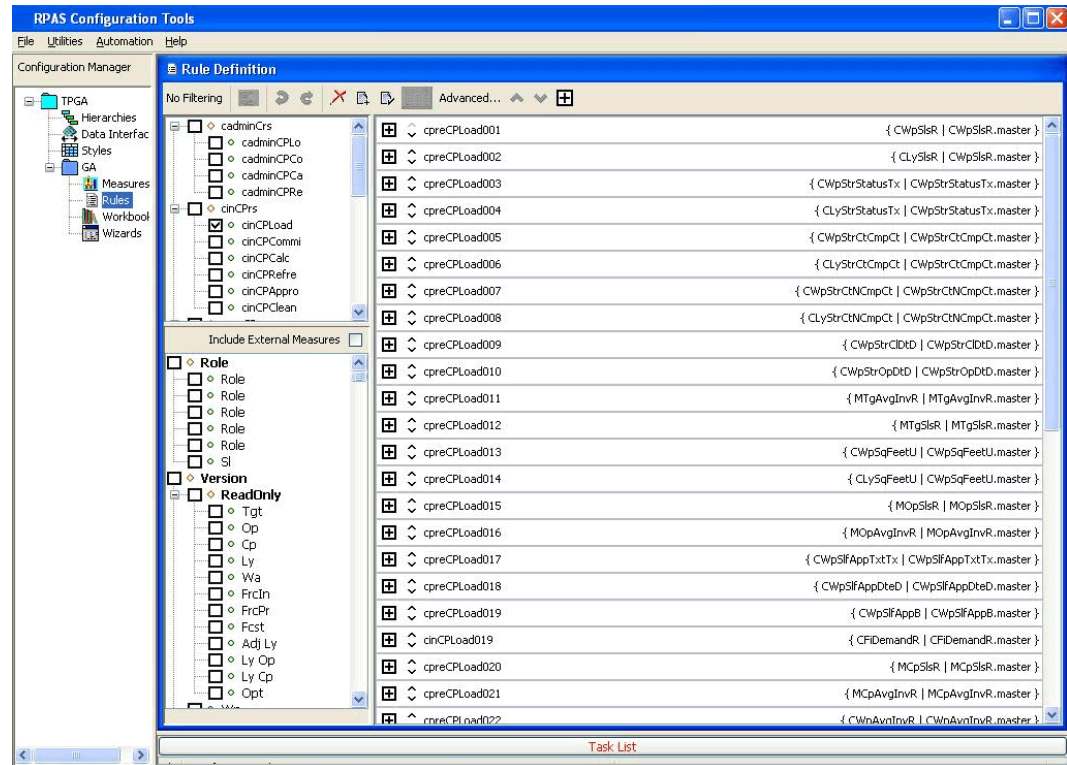 RPAS Configuration Tools
File Utilities Automation Help
Configuration Manager
TPGA
Hierarchies
Data Interfac
Styles
GA
Measures
Rules
Workbook
Wizards
Rule Definition
No Filtering
Advanced...
cadminCrs
cadminCPLo
cadminCPCo
cadminCPCa
cadminCPRe
cinCPrs
cinCPLoad
cinCPCommi
cinCPCalc
cinCPRefre
cinCPAppro
cinCPClean
Include External Measures
Role
Role
Role
Role
Role
Role
Sl
Version
ReadOnly
Tgt
Op
Cp
Ly
Wa
FrcIn
FrcPr
Fcst
Adj Ly
Ly Op
Ly Cp
Opt
cpreCPLoad001 { CWpSlsR | CWpSlsR.master }
cpreCPLoad002 { CLySlsR | CWpSlsR.master }
cpreCPLoad003 { CWpStrStatusTx | CWpStrStatusTx.master }
cpreCPLoad004 { CLyStrStatusTx | CWpStrStatusTx.master }
cpreCPLoad005 { CWpStrCtCmpCt | CWpStrCtCmpCt.master }
cpreCPLoad006 { CLyStrCtCmpCt | CWpStrCtCmpCt.master }
cpreCPLoad007 { CWpStrCtNCmpCt | CWpStrCtNCmpCt.master }
cpreCPLoad008 { CLyStrCtNCmpCt | CWpStrCtNCmpCt.master }
cpreCPLoad009 { CWpStrClDtD | CWpStrClDtD.master }
cpreCPLoad010 { CWpStrOpDtD | CWpStrOpDtD.master }
cpreCPLoad011 { MTgAvgInvR | MTgAvgInvR.master }
cpreCPLoad012 { MTgSlsR | MTgSlsR.master }
cpreCPLoad013 { CWpSqFeetU | CWpSqFeetU.master }
cpreCPLoad014 { CLySqFeetU | CWpSqFeetU.master }
cpreCPLoad015 { MOpSlsR | MOpSlsR.master }
cpreCPLoad016 { MOpAvgInvR | MOpAvgInvR.master }
cpreCPLoad017 { CWpSlfAppTxtTx | CWpSlfAppTxtTx.master }
cpreCPLoad018 { CWpSlfAppDteD | CWpSlfAppDteD.master }
cpreCPLoad019 { CWpSlfAppB | CWpSlfAppB.master }
cinCPLoad019 { CFiDemandR | CFiDemandR.master }
cpreCPLoad020 { MCpSlsR | MCpSlsR.master }
cpreCPLoad021 { MCpAvgInvR | MCpAvgInvR.master }
cpreCPLoad022 { CWpAvgInvR | CWpAvgInvR.master }
Task List